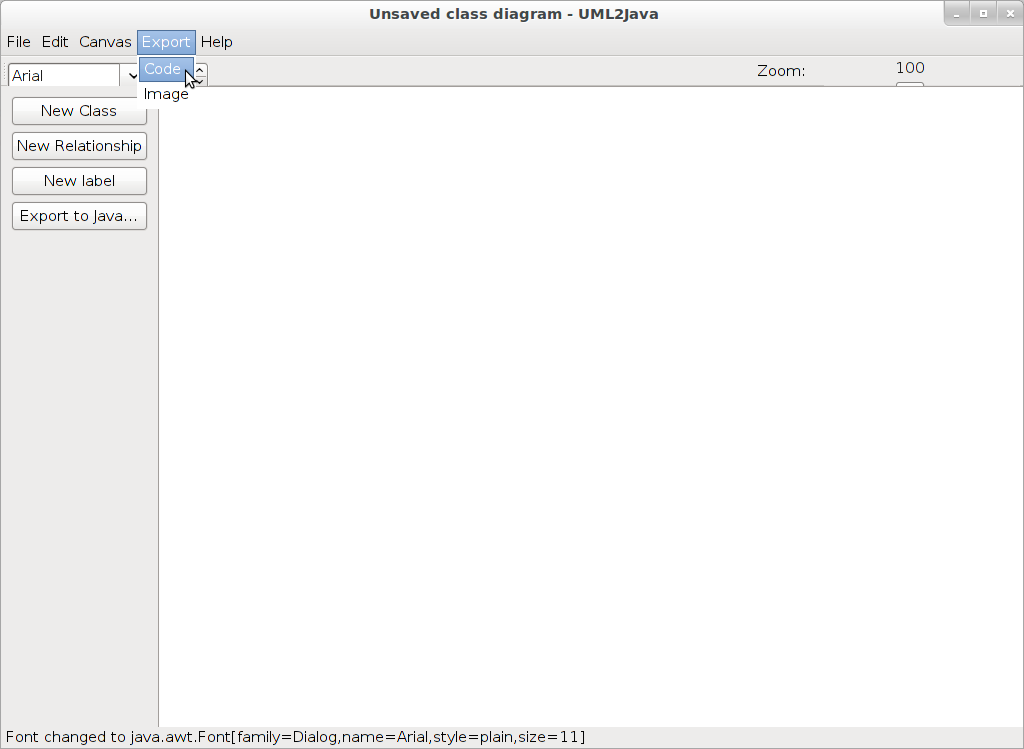 Unsaved class diagram - UML2Java
File Edit Canvas Export Help
Arial Code Zoom: 100
Image
New Class
New Relationship
New label
Export to Java...
Font changed to java.awt.Font[family=Dialog,name=Arial,style=plain,size=11]